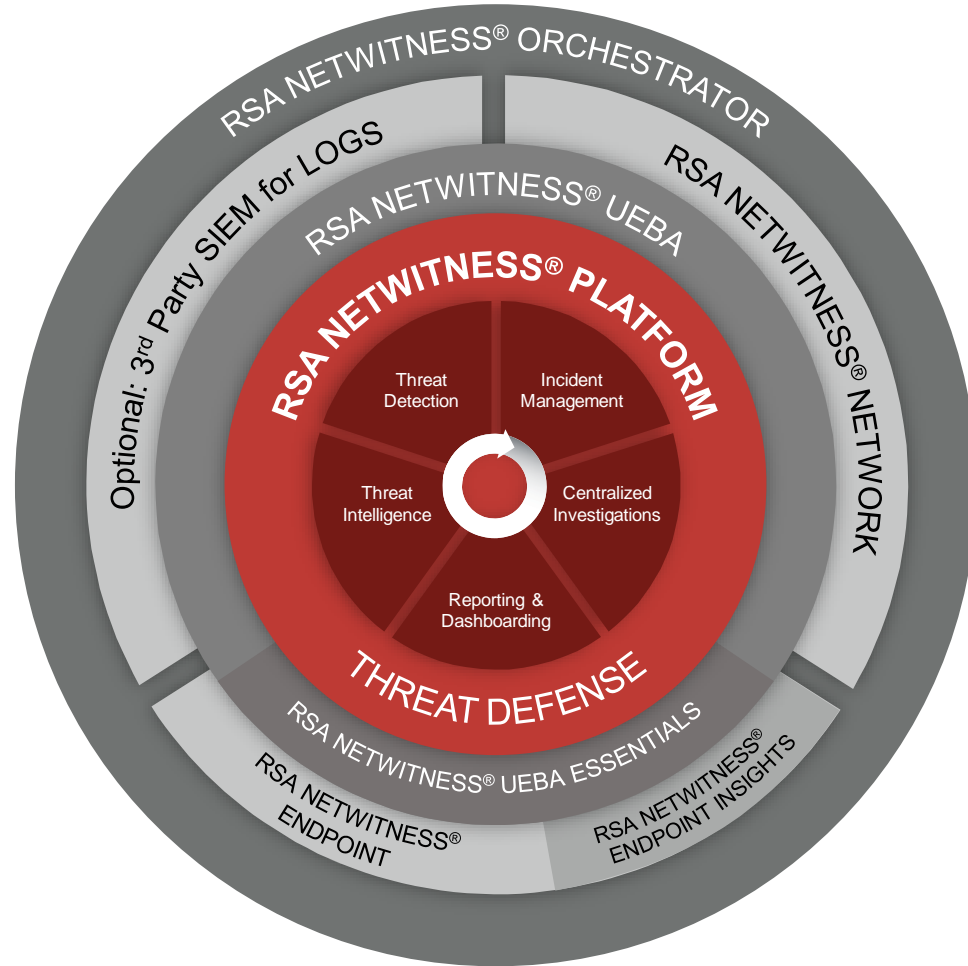 RSA NETWITNESS® ORCHESTRATOR
Optional: 3rd Party SIEM for LOGS
RSA NETWITNESS® NETWORK
RSA NETWITNESS® UEBA
RSA NETWITNESS® PLATFORM
Threat
Detection
Incident
Management
Threat
Intelligence
Centralized
Investigations
Reporting &
Dashboarding
THREAT DEFENSE
RSA NETWITNESS® UEBA ESSENTIALS
RSA NETWITNESS®
ENDPOINT
RSA NETWITNESS®
ENDPOINT INSIGHTS